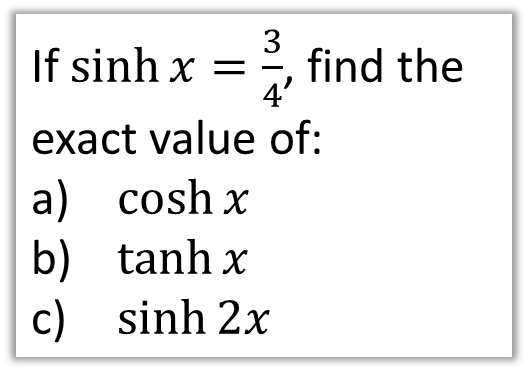 If sinh x = 3/4, find the
exact value of:
a) cosh x
b) tanh x
c) sinh 2x